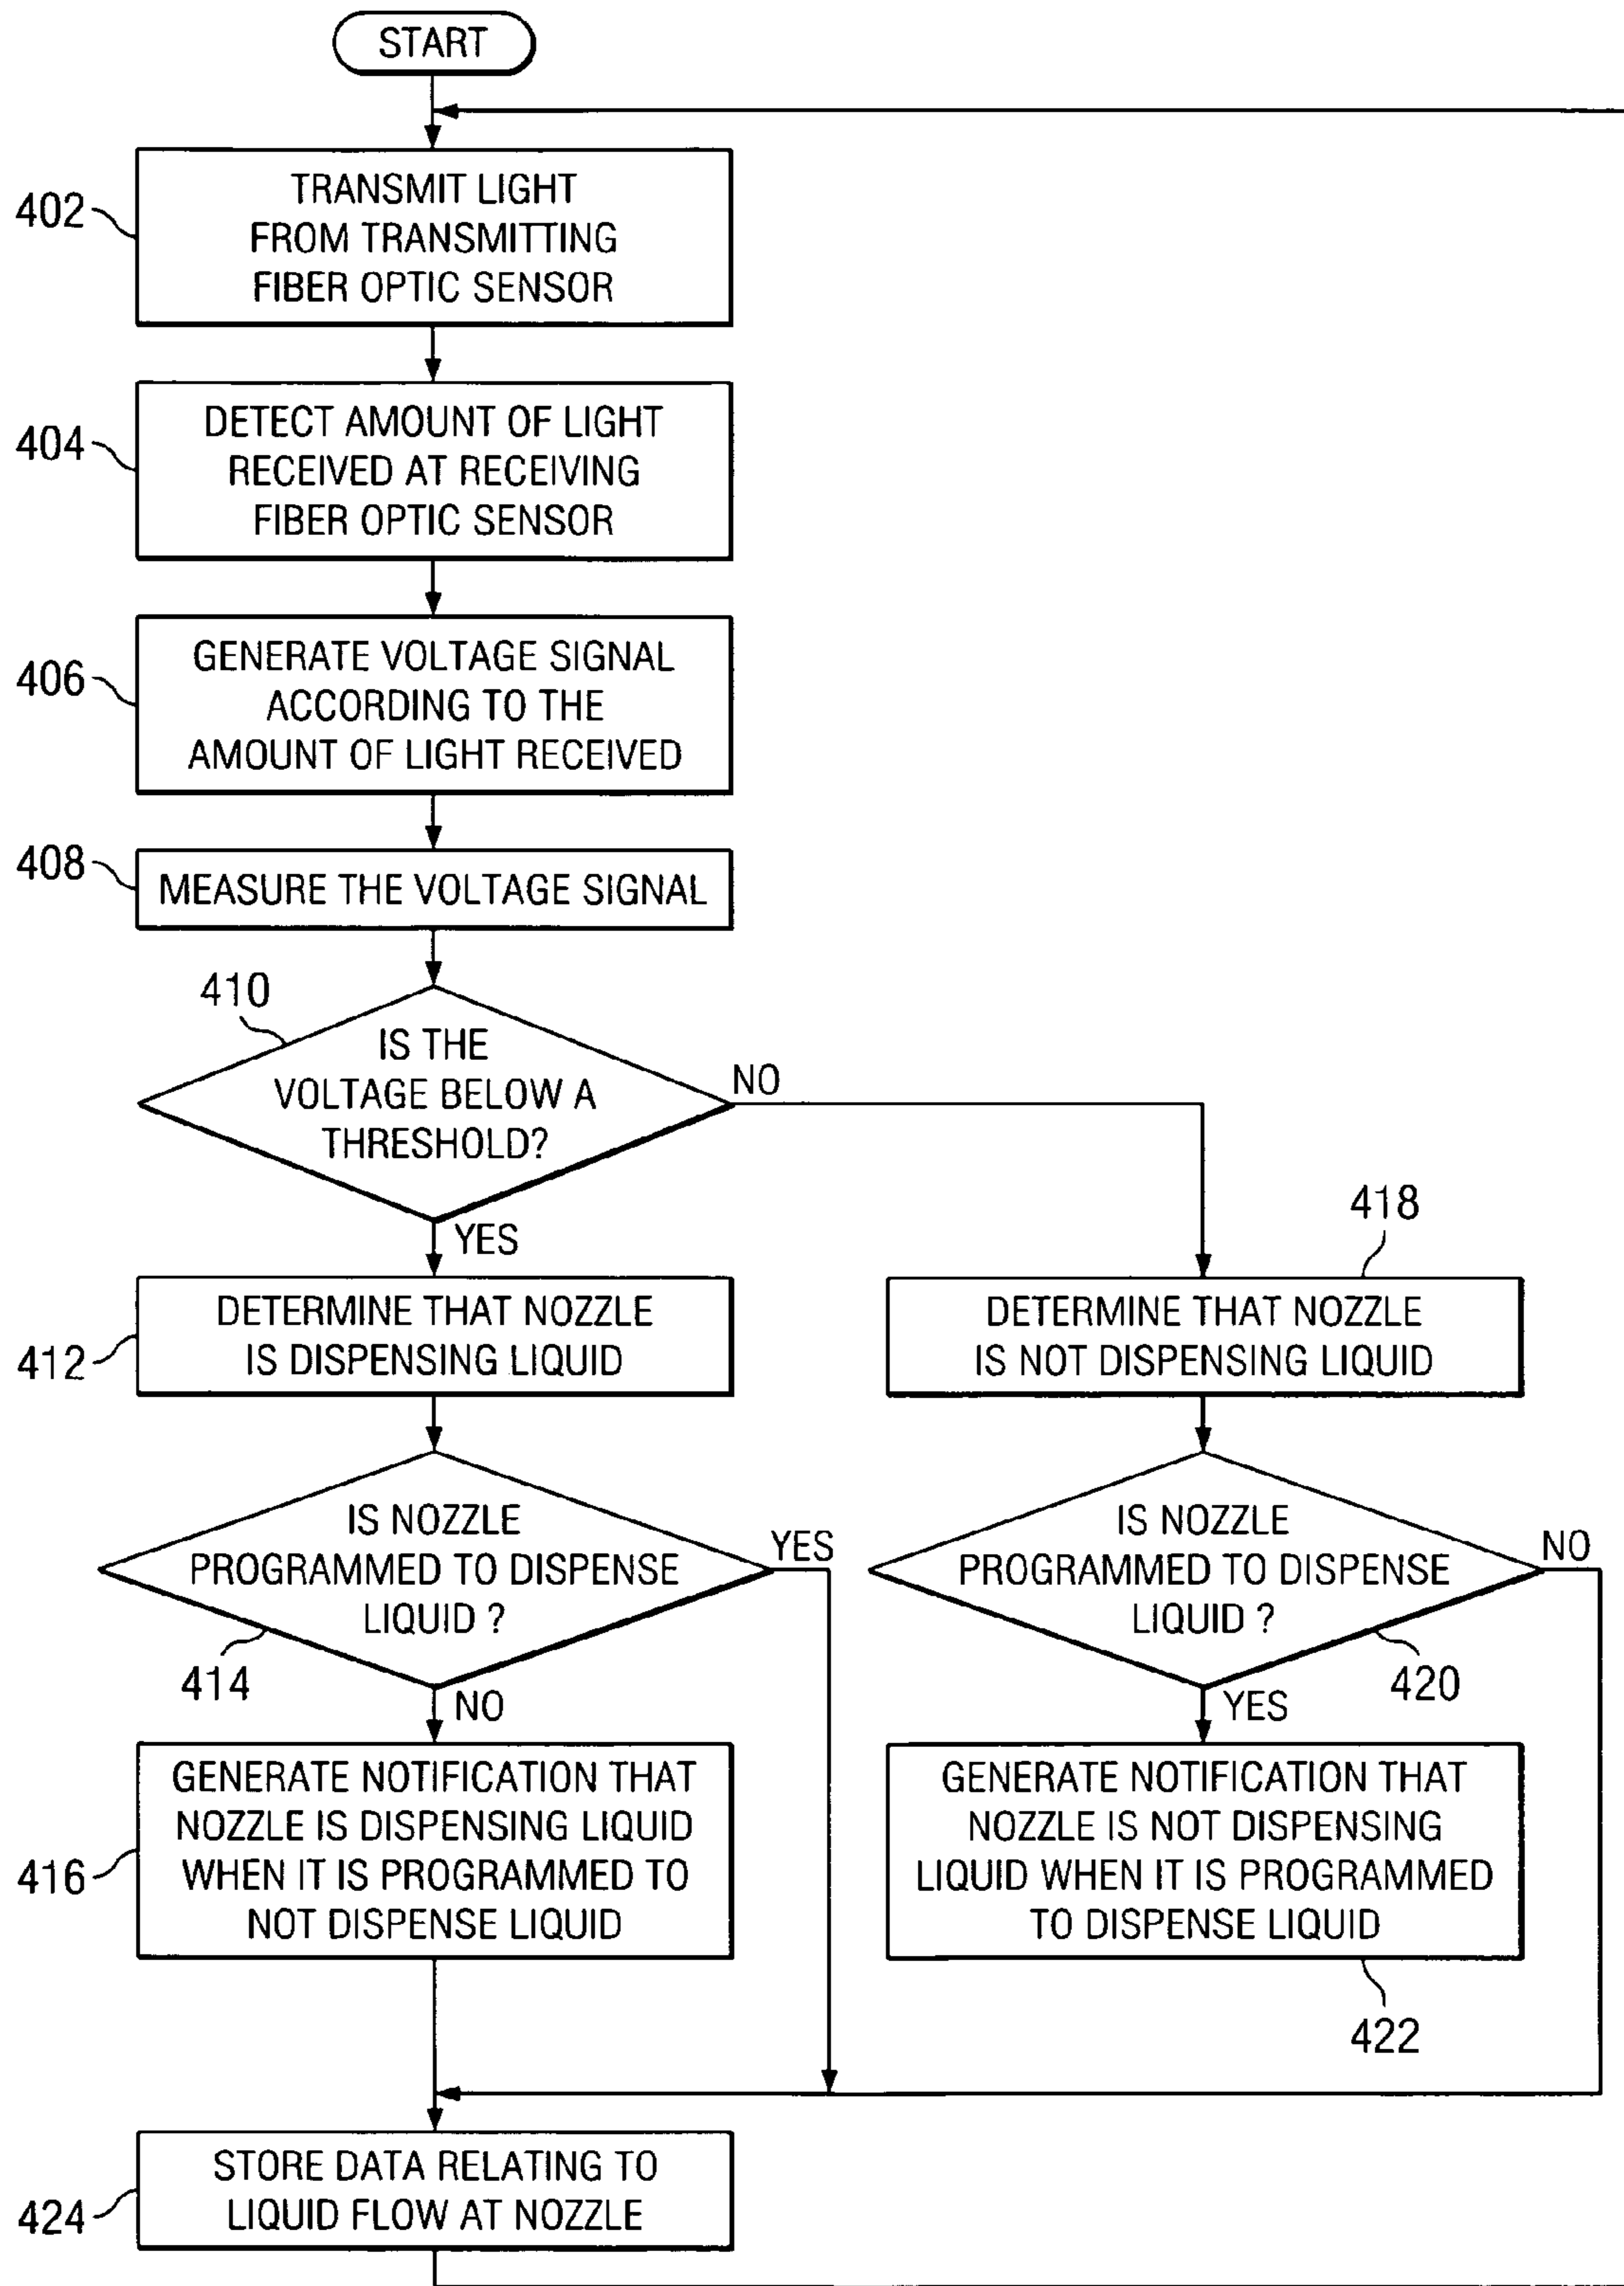 START
402
TRANSMIT LIGHT
FROM TRANSMITTING
FIBER OPTIC SENSOR
404
DETECT AMOUNT OF LIGHT
RECEIVED AT RECEIVING
FIBER OPTIC SENSOR
406
GENERATE VOLTAGE SIGNAL
ACCORDING TO THE
AMOUNT OF LIGHT RECEIVED
408
MEASURE THE VOLTAGE SIGNAL
410
IS THE
VOLTAGE BELOW A
THRESHOLD?
NO
YES
412
DETERMINE THAT NOZZLE
IS DISPENSING LIQUID
418
DETERMINE THAT NOZZLE
IS NOT DISPENSING LIQUID
IS NOZZLE
PROGRAMMED TO DISPENSE
LIQUID ?
YES
414
NO
IS NOZZLE
PROGRAMMED TO DISPENSE
LIQUID ?
NO
420
YES
416
GENERATE NOTIFICATION THAT
NOZZLE IS DISPENSING LIQUID
WHEN IT IS PROGRAMMED TO
NOT DISPENSE LIQUID
GENERATE NOTIFICATION THAT
NOZZLE IS NOT DISPENSING
LIQUID WHEN IT IS PROGRAMMED
TO DISPENSE LIQUID
422
424
STORE DATA RELATING TO
LIQUID FLOW AT NOZZLE